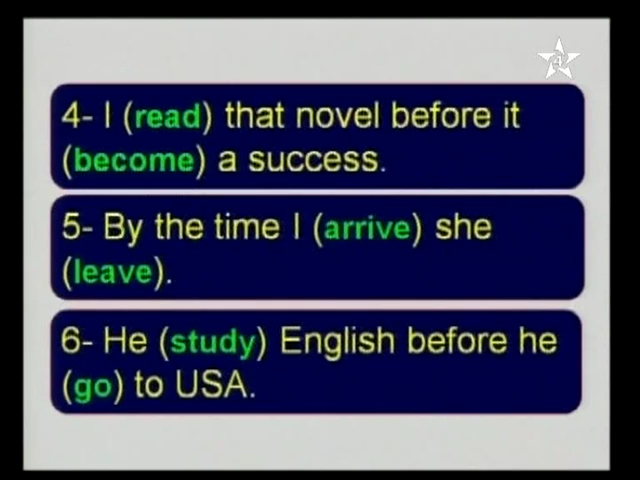 4- I (read) that novel before it
(become) a success.
5- By the time I (arrive) she
(leave).
6- He (study) English before he
(go) to USA.